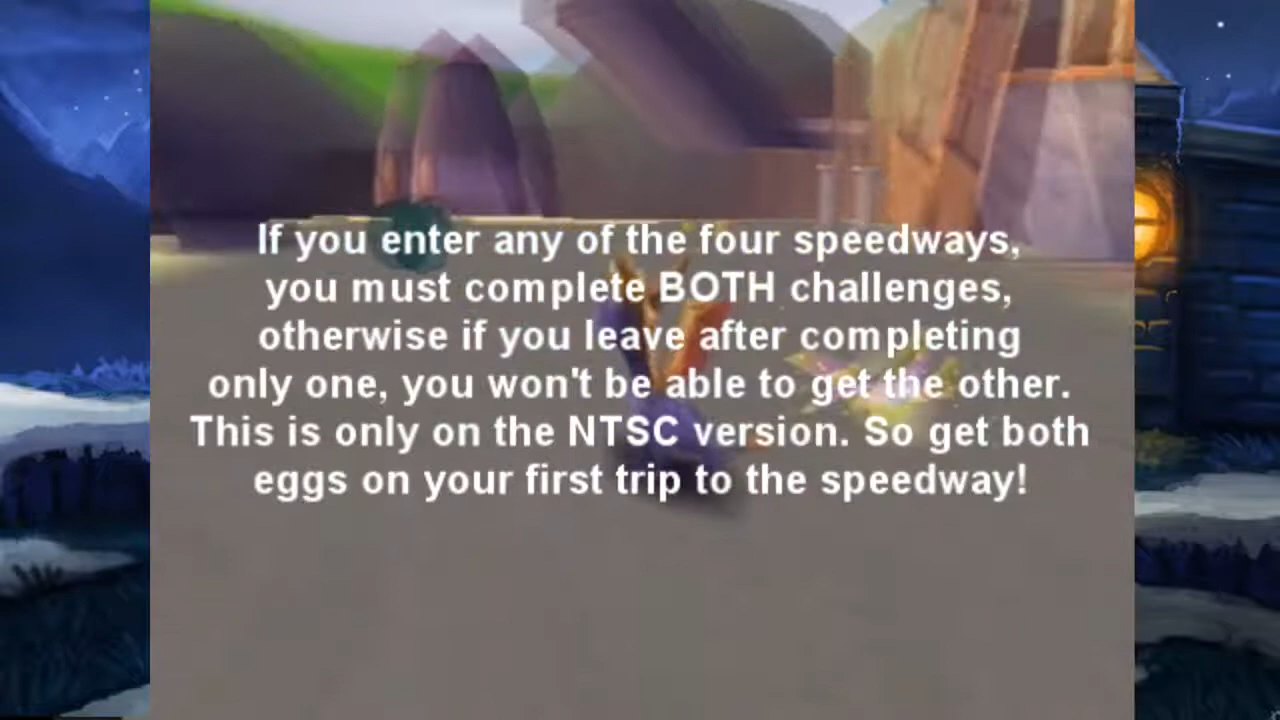 If you enter any of the four speedways,
you must complete BOTH challenges,
otherwise if you leave after completing
only one, you won't be able to get the other.
This is only on the NTSC version. So get both
eggs on your first trip to the speedway!